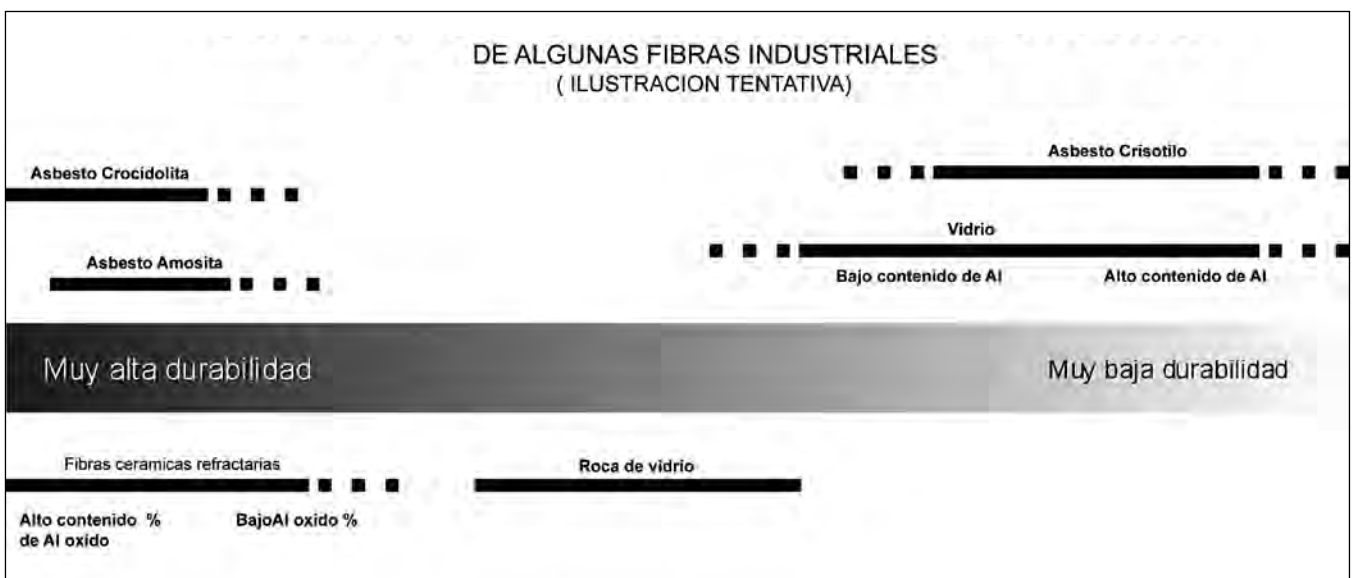 DE ALGUNAS FIBRAS INDUSTRIALES
( ILUSTRACION TENTATIVA)
Asbesto Crisotilo
Asbesto Crocidolita
Vidrio
Asbesto Amosita
Bajo contenido de Al
Alto contenido de Al
Muy alta durabilidad
Muy baja durabilidad
Fibras ceramicas refractarias
Roca de vidrio
Alto contenido %
de Al oxido
BajoAl oxido %